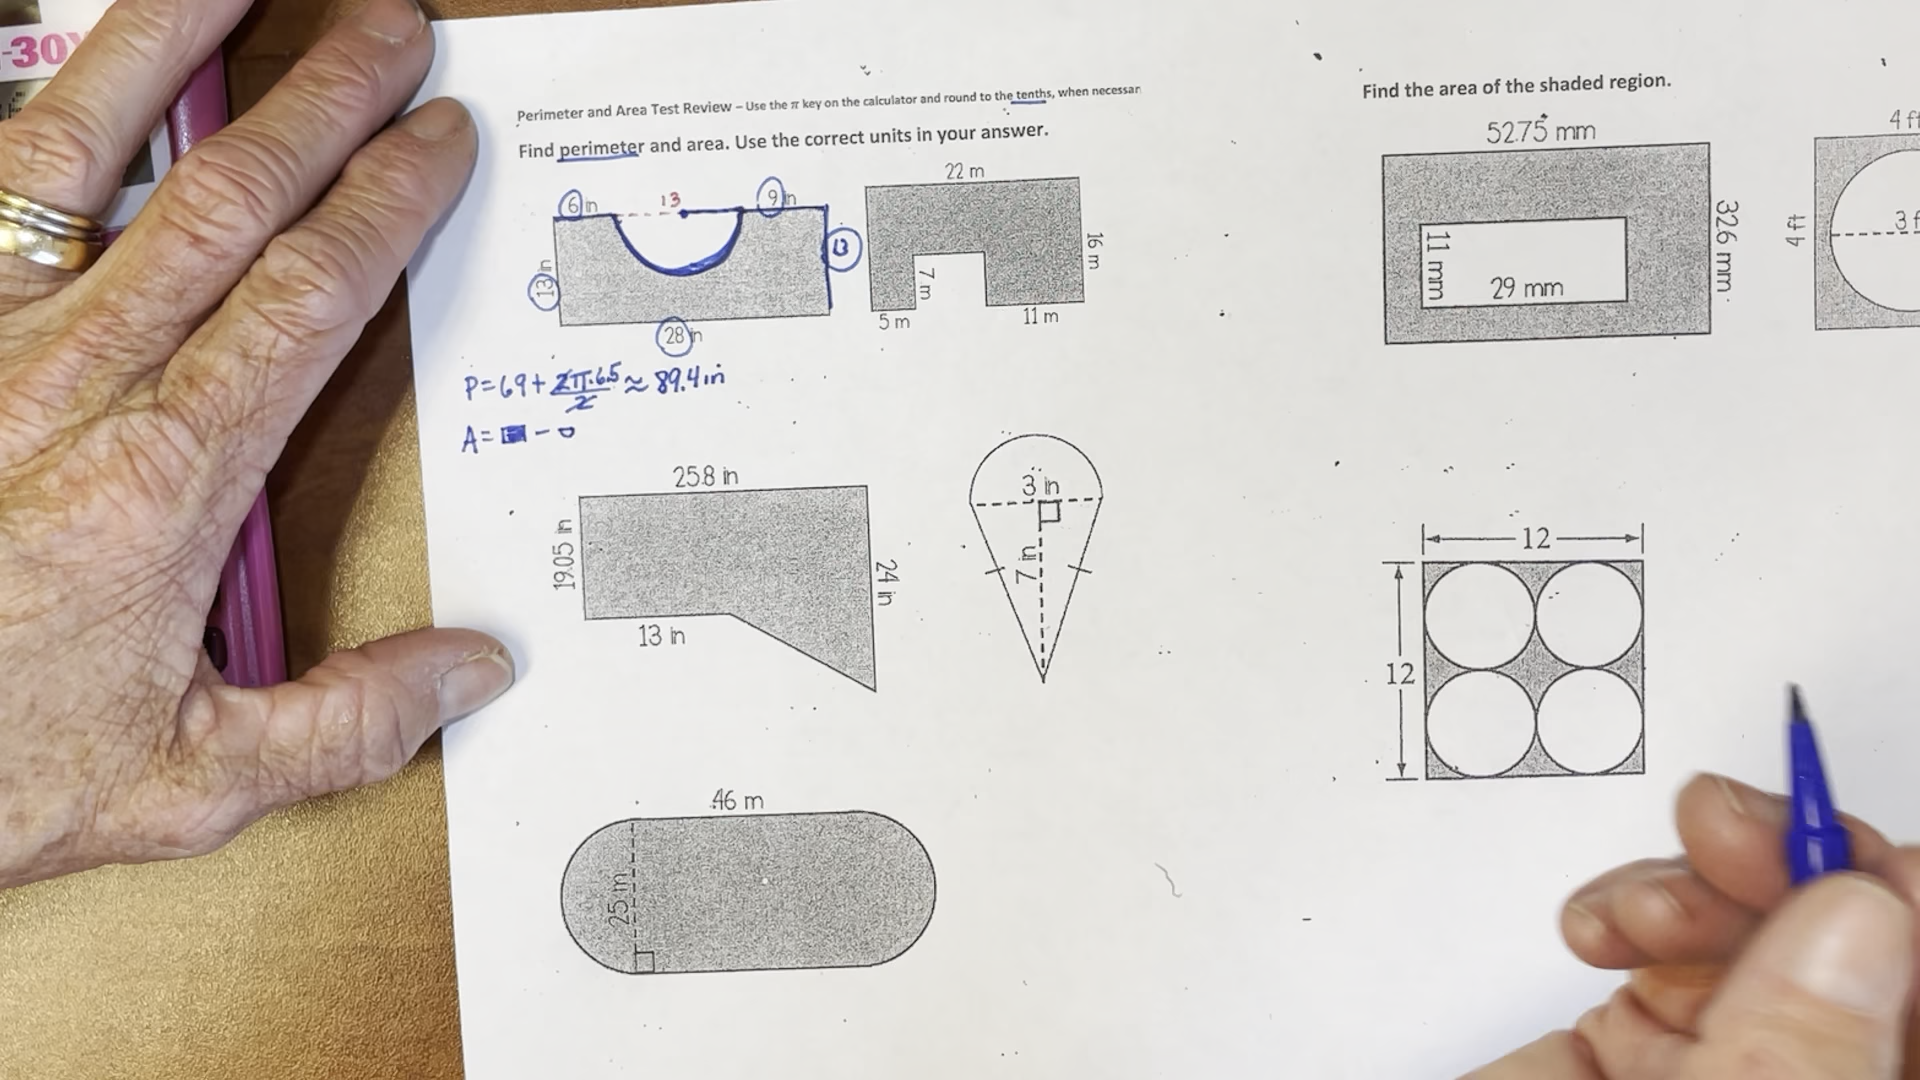 -30X
Perimeter and Area Test Review – Use the π key on the calculator and round to the tenths, when
Find perimeter and area. Use the correct units in your answer.
6 in
13
9 in
13 in
13
28 in
22 m
16 m
7 m
5 m
11 m
P=69+2π·6.5/2≈89.4in
A= −
25.8 in
19.05 in
24 in
13 in
3 in
7 in
46 m
25 m
Find the area of the shaded region.
52.75 mm
32.6 mm
11 mm
29 mm
4 ft
4 ft
3 f
12
12